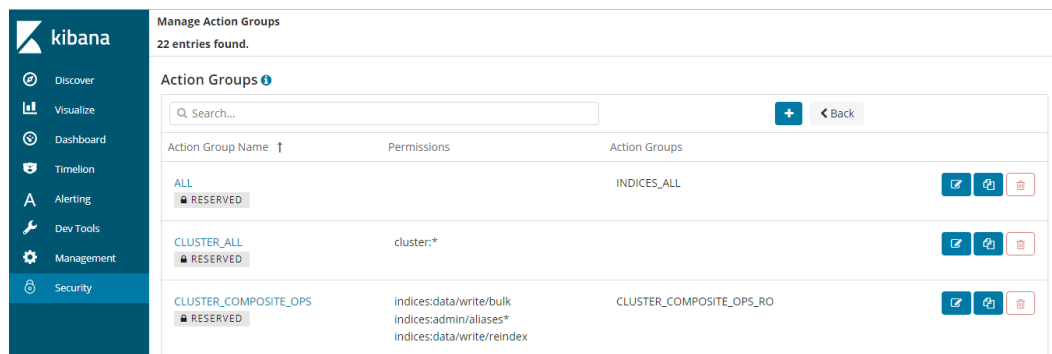 kibana
Discover
Visualize
Dashboard
Timelion
Alerting
Dev Tools
Management
Security
Manage Action Groups
22 entries found.
Action Groups
Search...
Back
Action Group Name Permissions Action Groups
ALL INDICES_ALL
RESERVED
CLUSTER_ALL cluster:*
RESERVED
CLUSTER_COMPOSITE_OPS indices:data/write/bulk CLUSTER_COMPOSITE_OPS_RO
RESERVED indices:admin/aliases*
indices:data/write/reindex